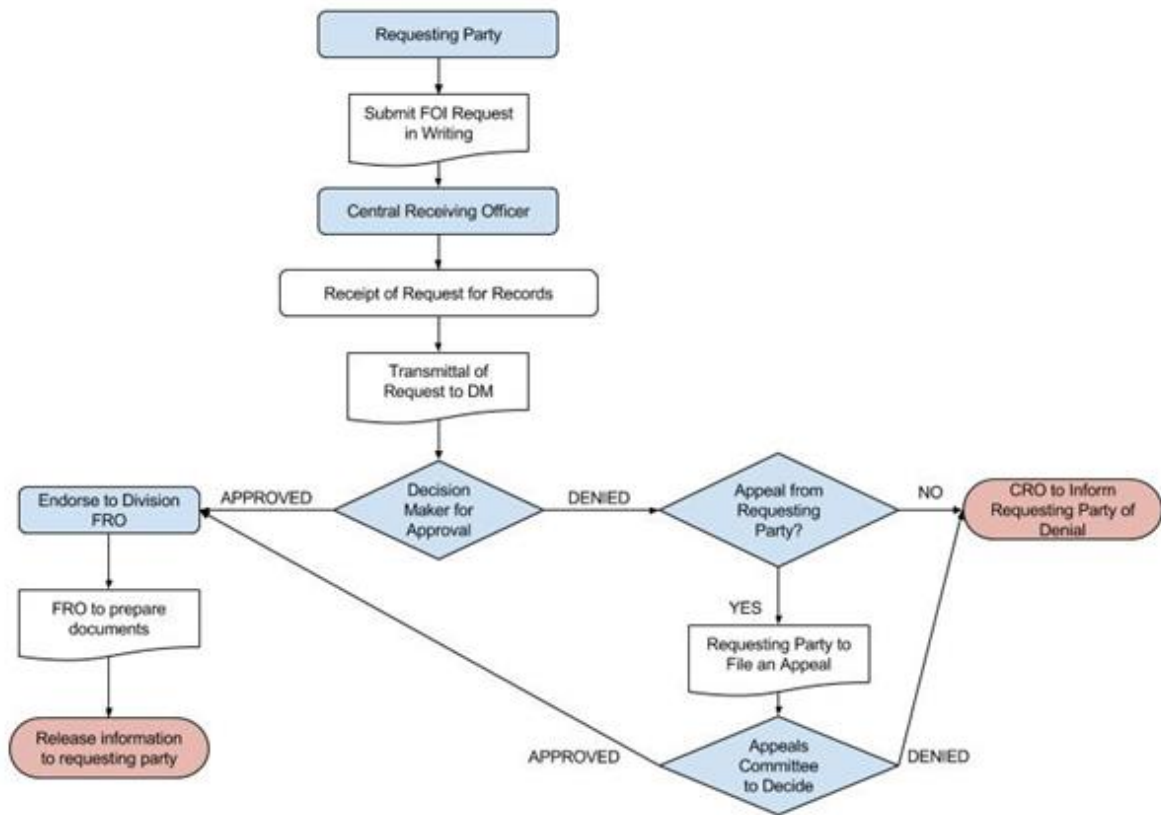 Requesting Party
Submit FOI Request
in Writing
Central Receiving Officer
Receipt of Request for Records
Transmittal of
Request to DM
Endorse to Division
FRO
APPROVED
Decision
Maker for
Approval
DENIED
Appeal from
Requesting
Party?
NO
CRO to Inform
Requesting Party of
Denial
FRO to prepare
documents
YES
Requesting Party to
File an Appeal
Release information
to requesting party
APPROVED
Appeals
Committee
to Decide
DENIED